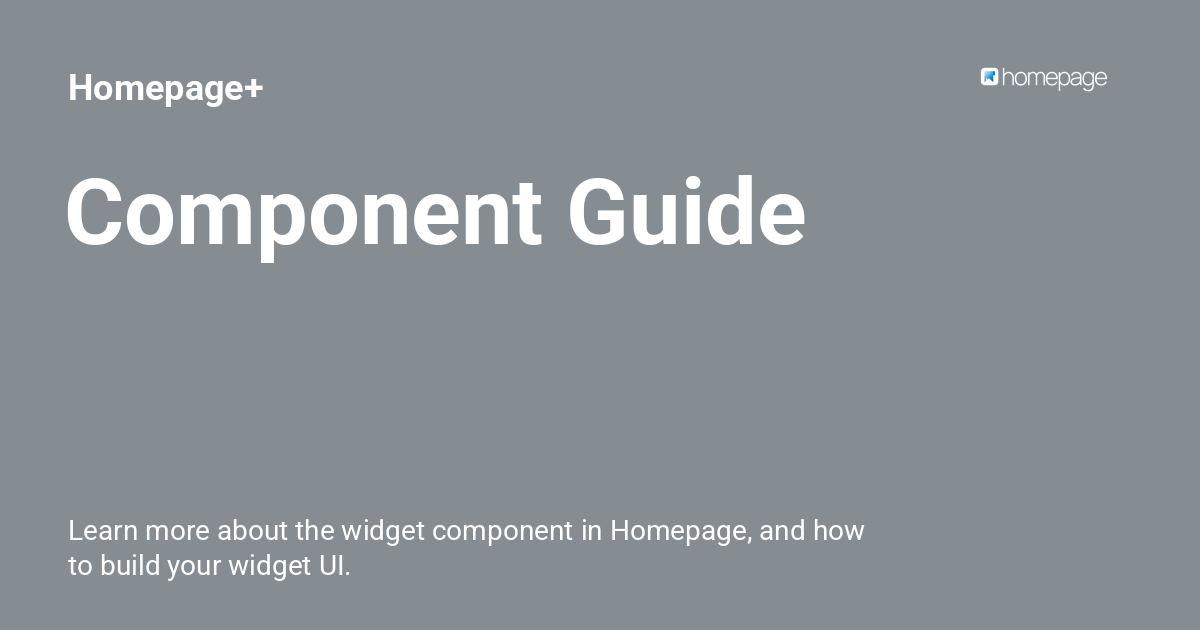 Homepage+
homepage
Component Guide
Learn more about the widget component in Homepage, and how
to build your widget UI.